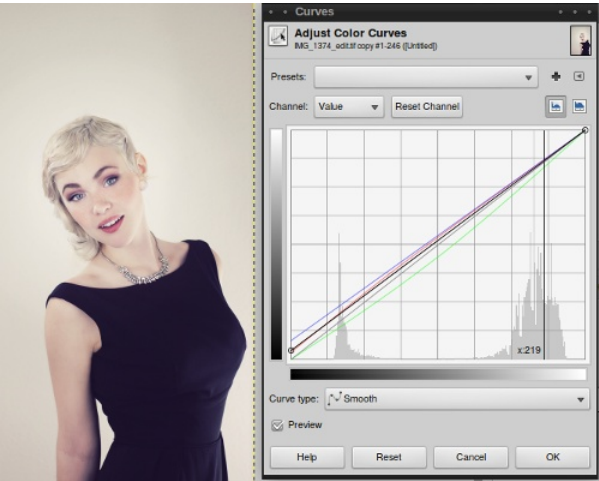 Curves
Adjust Color Curves
IMG_1374_edit.tif copy #1-246 ([Untitled])
Presets:
Channel: Value Reset Channel
x:219
Curve type: Smooth
Preview
Help Reset Cancel OK